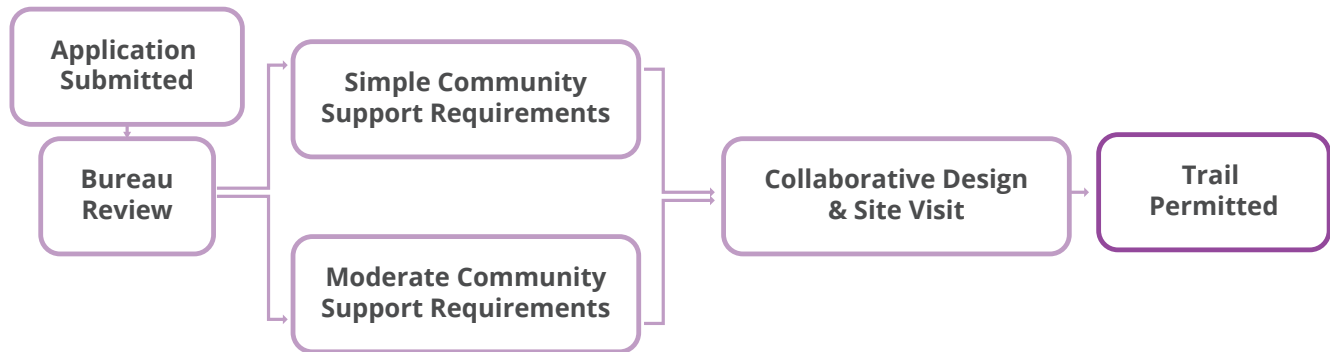 Application
Submitted
Bureau
Review
Simple Community
Support Requirements
Moderate Community
Support Requirements
Collaborative Design
& Site Visit
Trail
Permitted